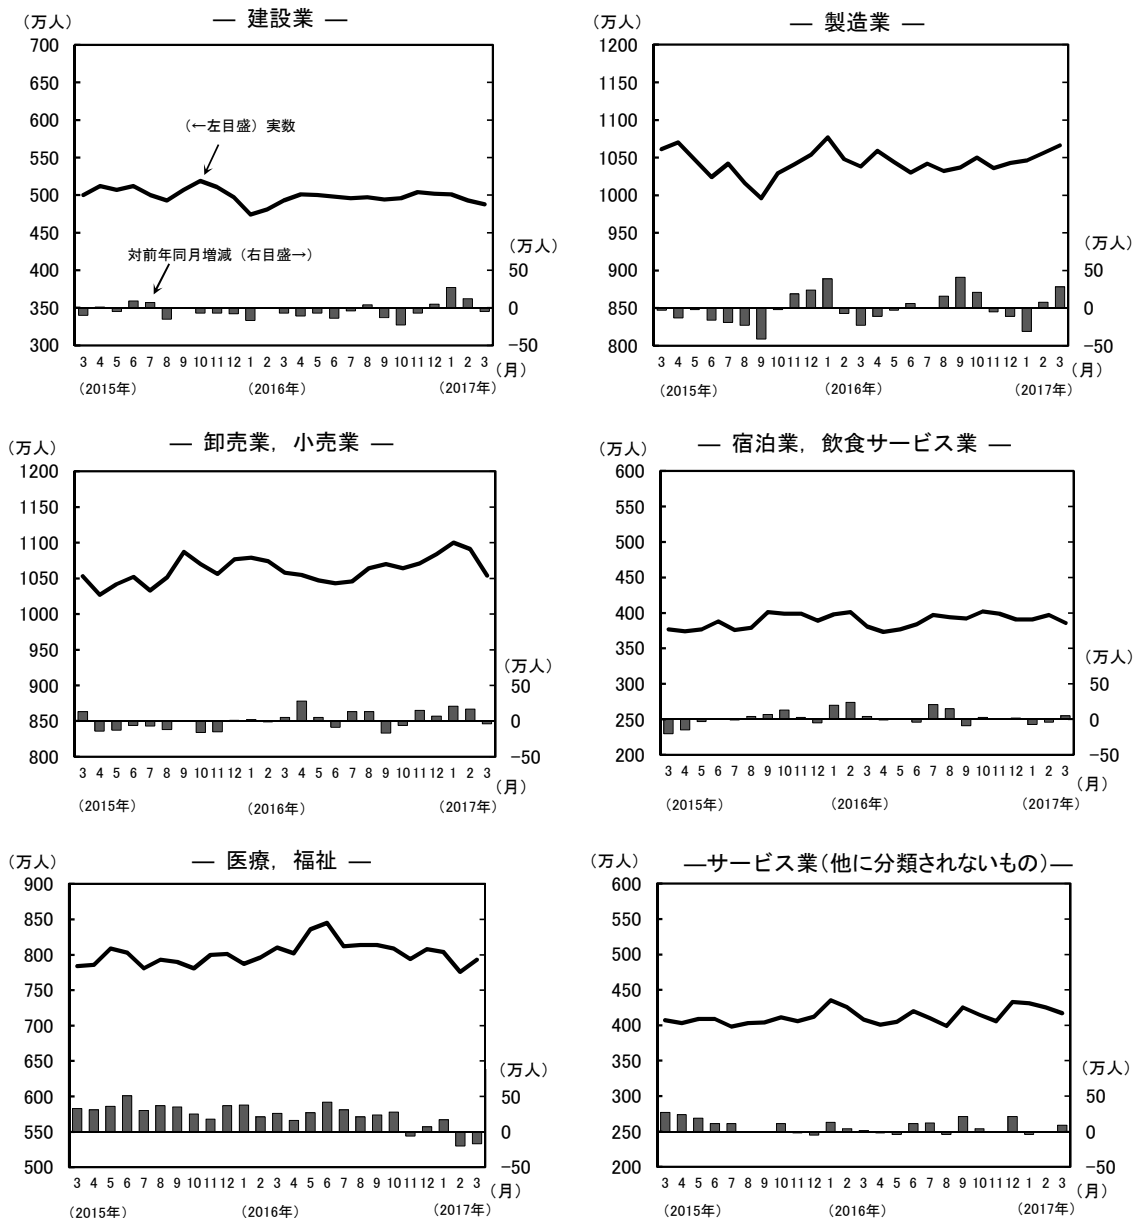 ― 建設業 ―
（万人）
700
650
600
550
500
450
400
350
300
（←左目盛）実数
対前年同月増減（右目盛→）
（万人）
50
0
−50
3 4 5 6 7 8 9 10 11 12 1 2 3 4 5 6 7 8 9 10 11 12 1 2 3
（月）
（2015年） （2016年） （2017年）
― 製造業 ―
（万人）
1200
1150
1100
1050
1000
950
900
850
800
（万人）
50
0
−50
3 4 5 6 7 8 9 10 11 12 1 2 3 4 5 6 7 8 9 10 11 12 1 2 3
（月）
（2015年） （2016年） （2017年）
― 卸売業，小売業 ―
（万人）
1200
1150
1100
1050
1000
950
900
850
800
（万人）
50
0
−50
3 4 5 6 7 8 9 10 11 12 1 2 3 4 5 6 7 8 9 10 11 12 1 2 3
（月）
（2015年） （2016年） （2017年）
― 宿泊業，飲食サービス業 ―
（万人）
600
550
500
450
400
350
300
250
200
（万人）
50
0
−50
3 4 5 6 7 8 9 10 11 12 1 2 3 4 5 6 7 8 9 10 11 12 1 2 3
（月）
（2015年） （2016年） （2017年）
― 医療，福祉 ―
（万人）
900
850
800
750
700
650
600
550
500
（万人）
50
0
−50
3 4 5 6 7 8 9 10 11 12 1 2 3 4 5 6 7 8 9 10 11 12 1 2 3
（月）
（2015年） （2016年） （2017年）
―サービス業（他に分類されないもの）―
（万人）
600
550
500
450
400
350
300
250
200
（万人）
50
0
−50
3 4 5 6 7 8 9 10 11 12 1 2 3 4 5 6 7 8 9 10 11 12 1 2 3
（月）
（2015年） （2016年） （2017年）